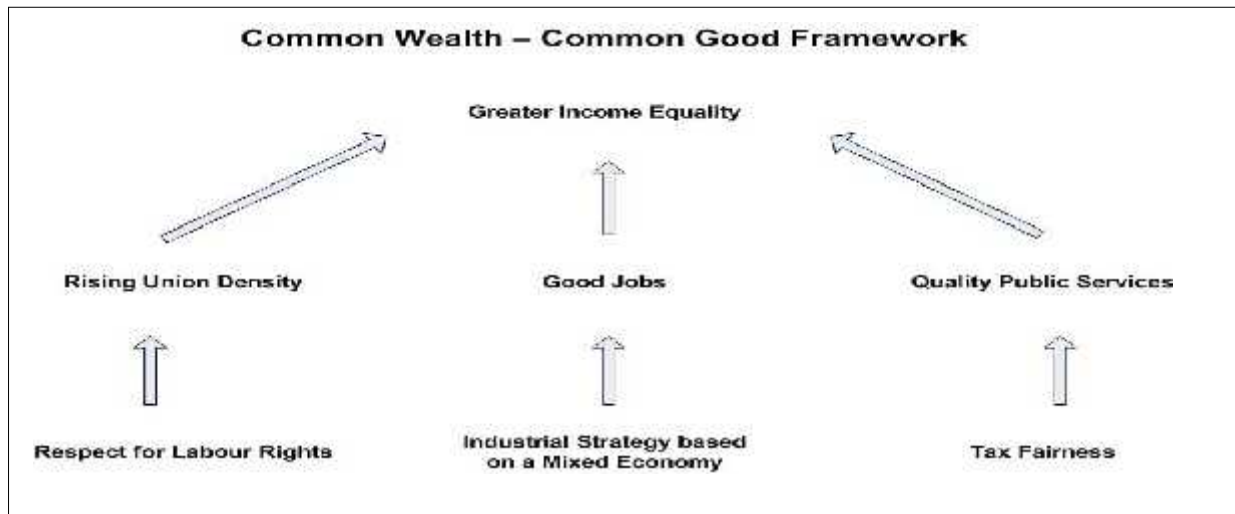 Common Wealth – Common Good Framework
Greater Income Equality
Rising Union Density
Good Jobs
Quality Public Services
Respect for Labour Rights
Industrial Strategy based
on a Mixed Economy
Tax Fairness